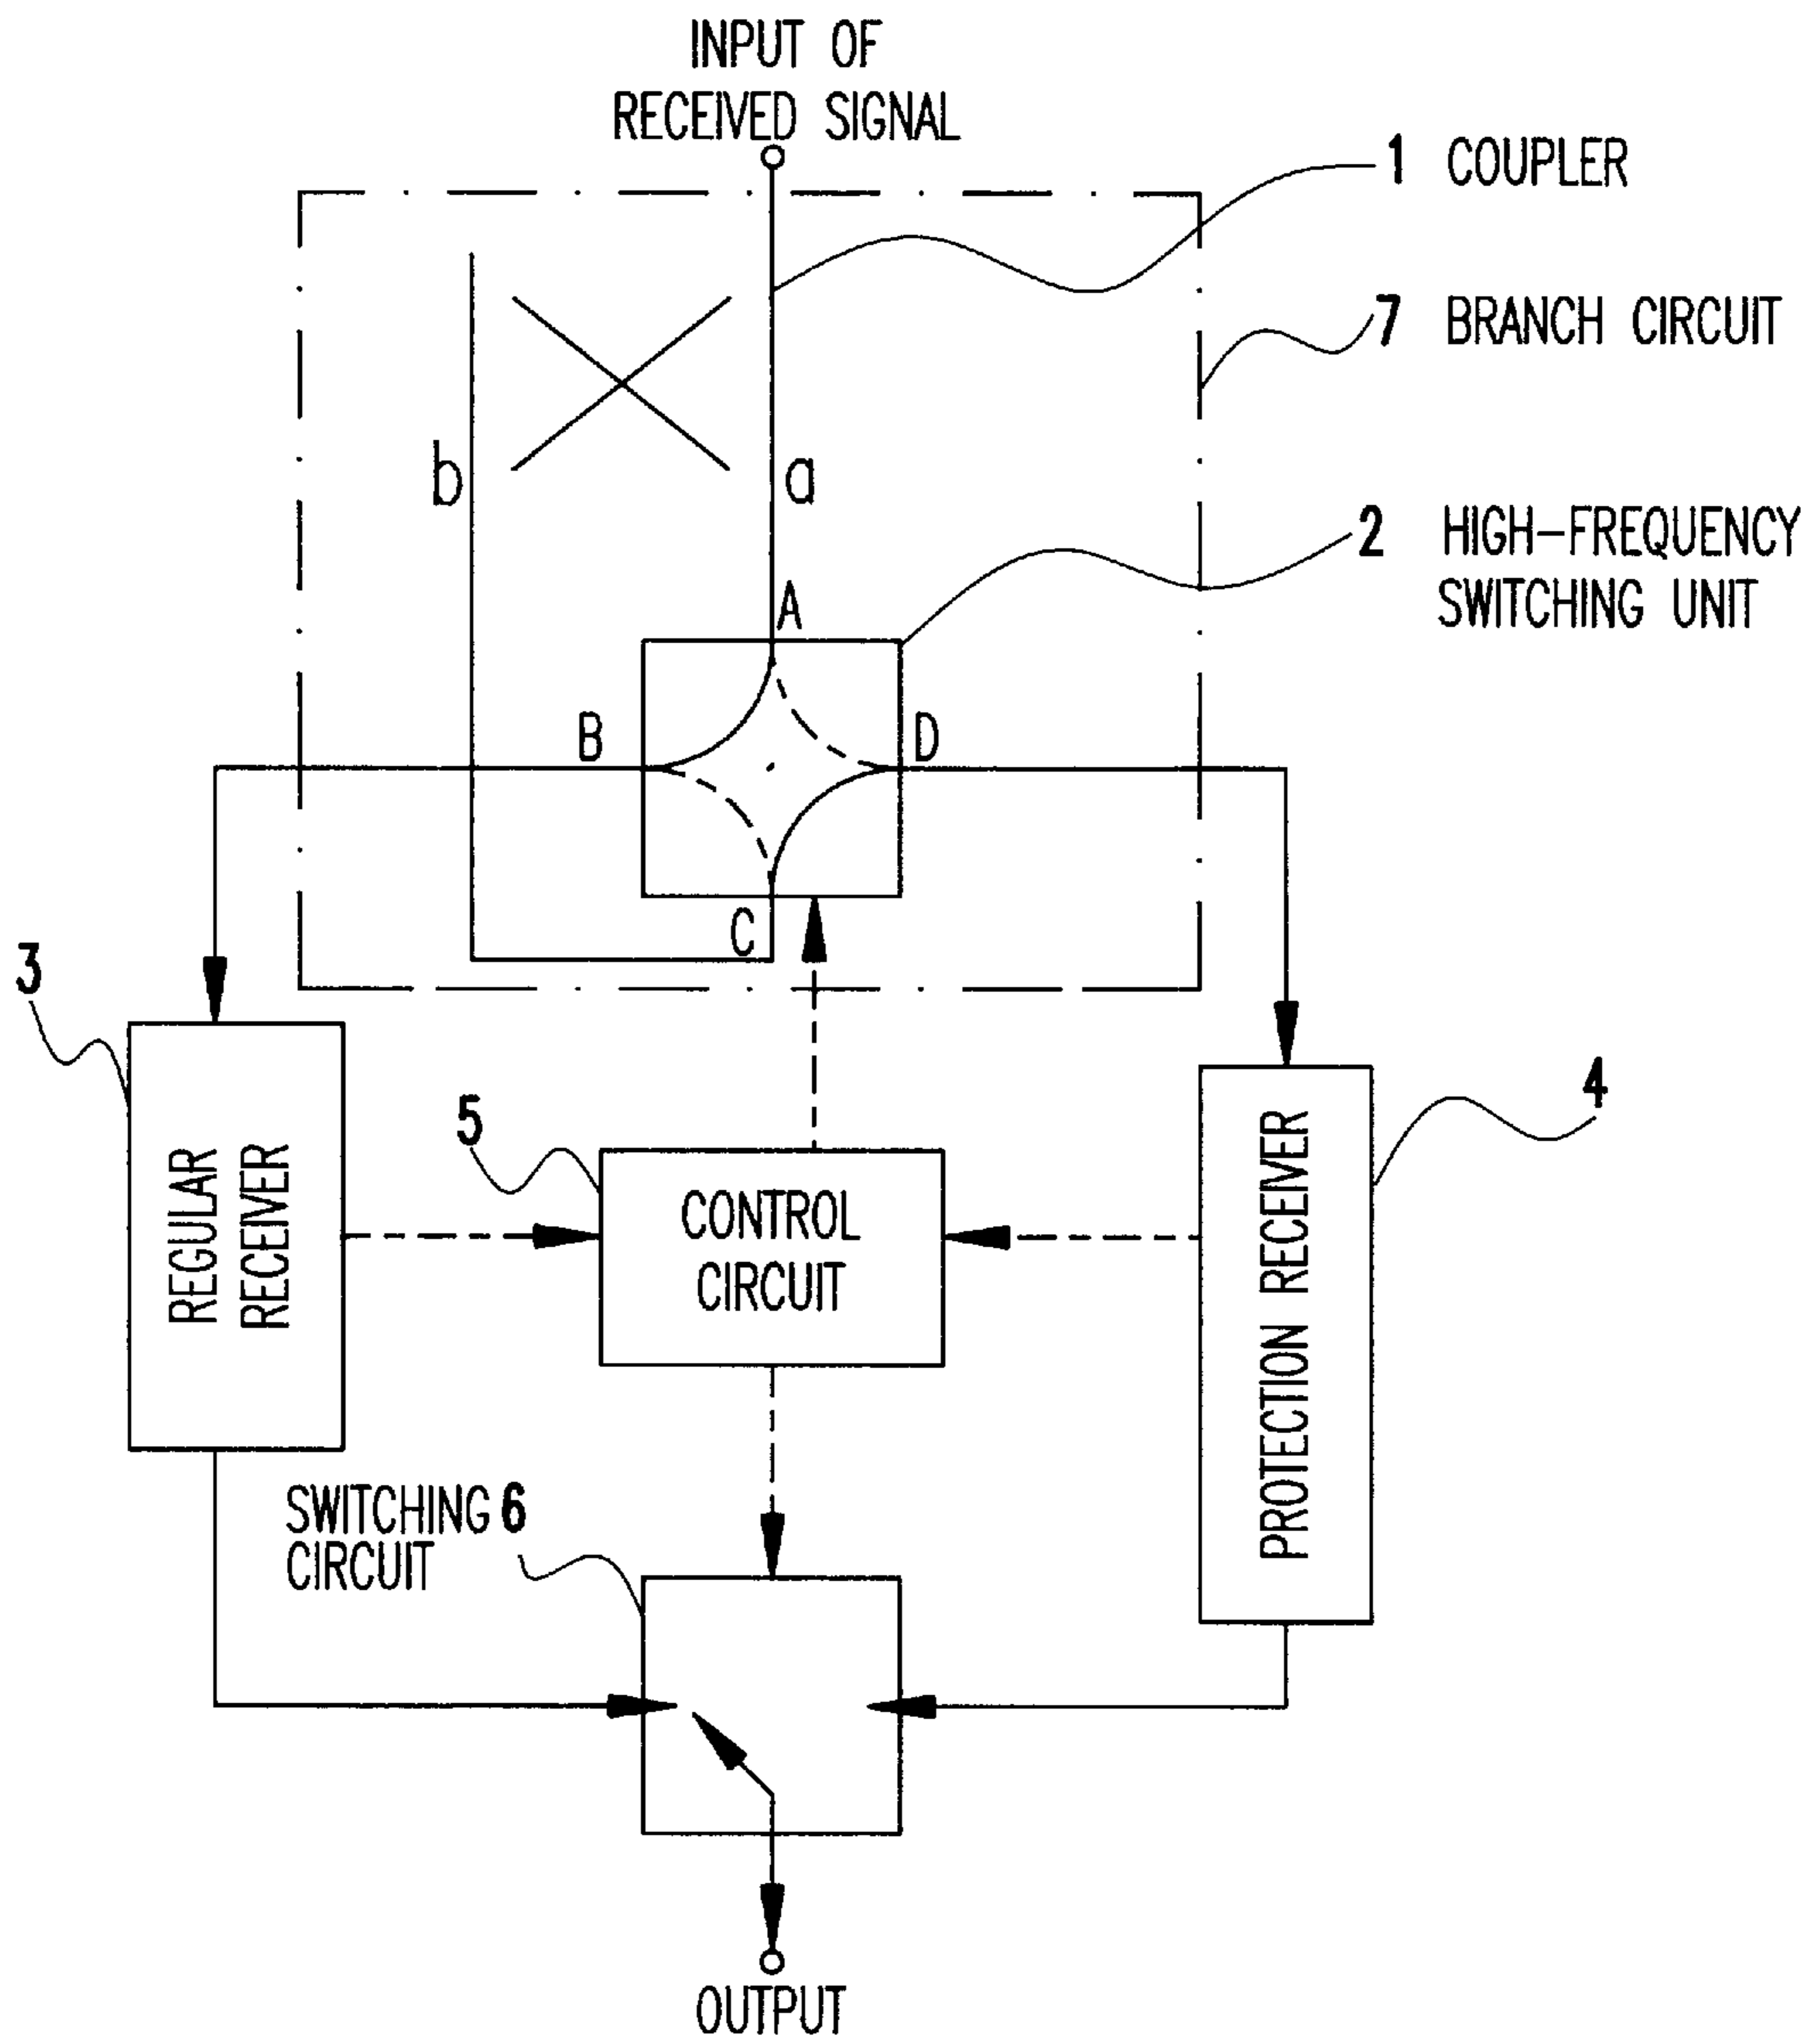 INPUT OF
RECEIVED SIGNAL
1 COUPLER
7 BRANCH CIRCUIT
b
a
2 HIGH-FREQUENCY
SWITCHING UNIT
A
B
D
C
3
5
4
REGULAR
RECEIVER
CONTROL
CIRCUIT
PROTECTION RECEIVER
SWITCHING 6
CIRCUIT
OUTPUT